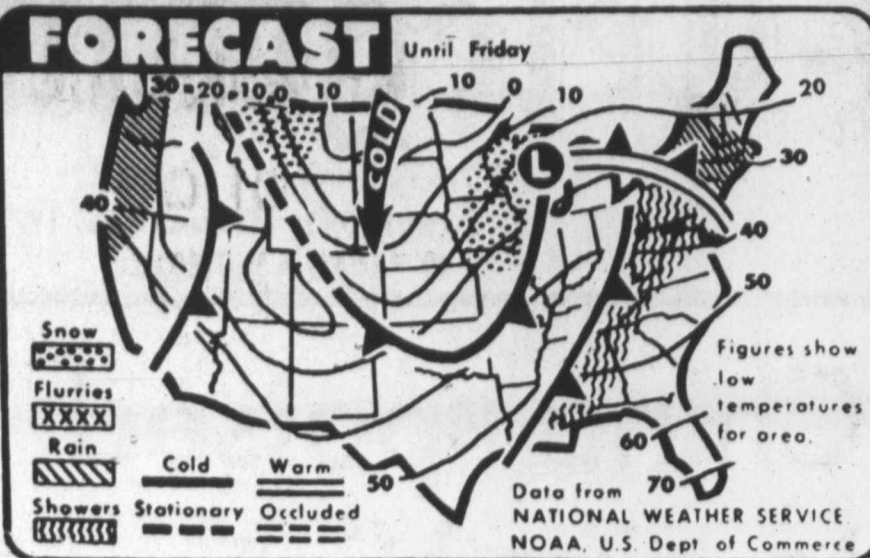 FORECAST Until Friday
30 -20 -10 0 10 -10 0 10 20
COLD
L
30
40
40
50
Snow
Flurries
Rain
Showers
Cold
Warm
Stationary
Occluded
50
60
70
Figures show
low
temperatures
for area.
Data from
NATIONAL WEATHER SERVICE
NOAA, U.S. Dept. of Commerce